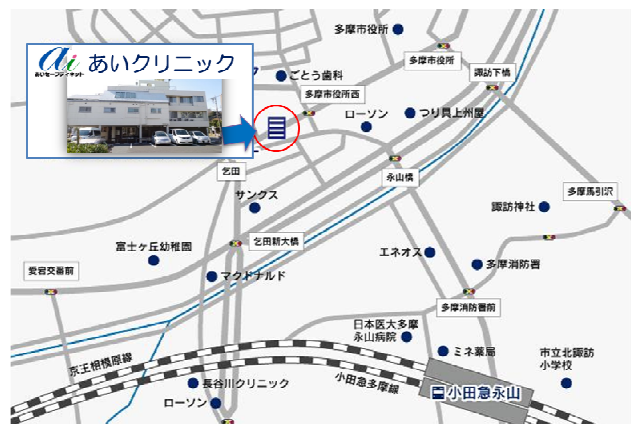 多摩市役所
あいセーフティネット
あいクリニック
ごとう歯科
多摩市役所
諏訪下橋
多摩市役所西
ローソン
つり具上州屋
乞田
永山橋
サンクス
諏訪神社
多摩馬引沢
富士ヶ丘幼稚園
乞田新大橋
エネオス
多摩消防署
愛宕交番前
マクドナルド
多摩消防署前
日本医大多摩
永山病院
ミネ薬局
京王相模原線
小田急多摩線
市立北諏訪
小学校
長谷川クリニック
小田急永山
ローソン